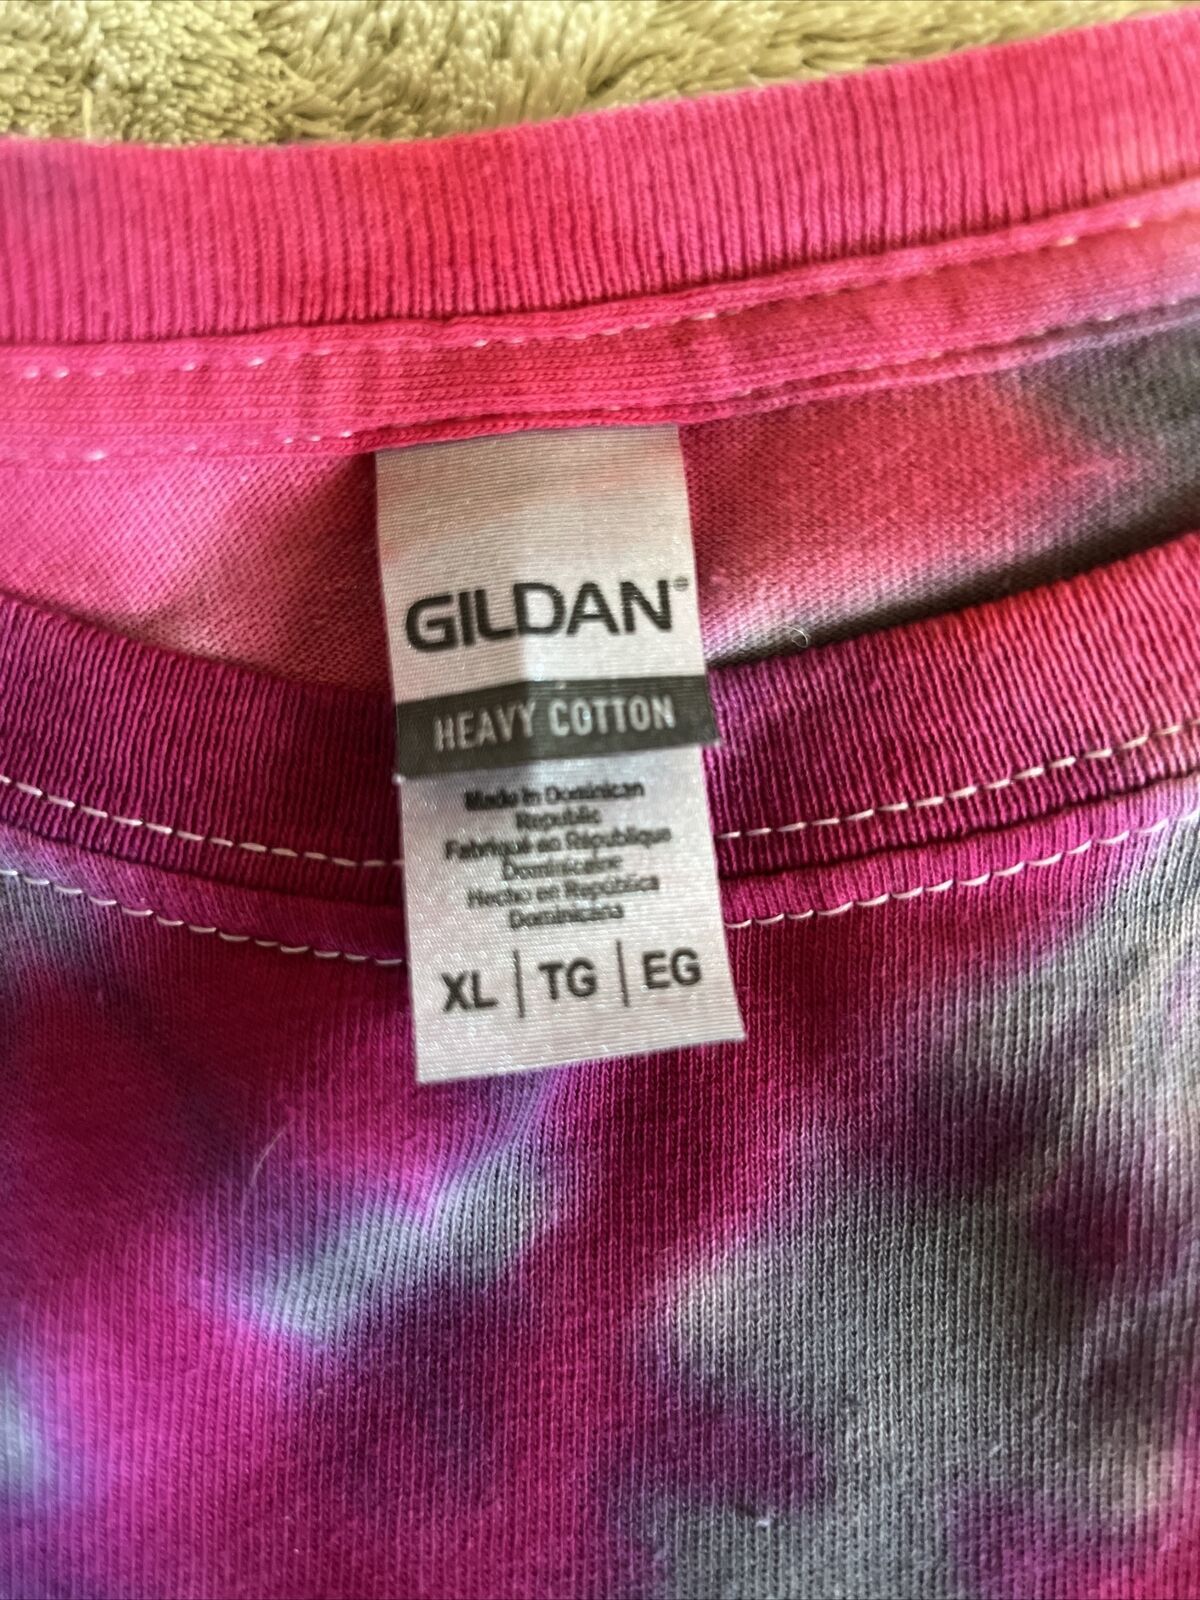 GILDAN®
HEAVY COTTON
Made in Dominican
Republic
Fabriqué en République
Dominicaine
Hecho en República
Dominicana
XL | TG | EG